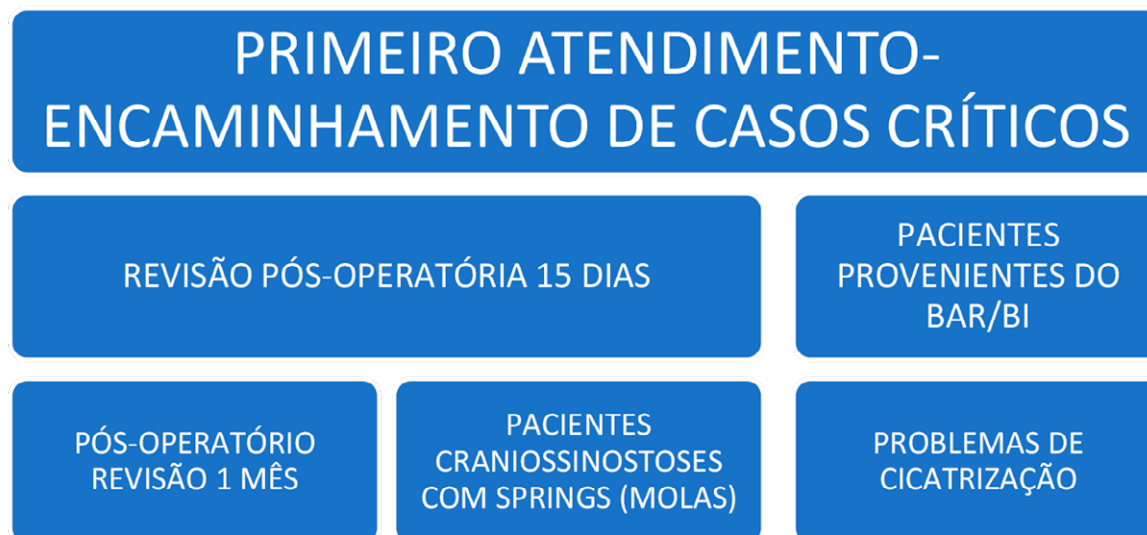 PRIMEIRO ATENDIMENTO-
ENCAMINHAMENTO DE CASOS CRÍTICOS
REVISÃO PÓS-OPERATÓRIA 15 DIAS
PACIENTES
PROVENIENTES DO
BAR/BI
PÓS-OPERATÓRIO
REVISÃO 1 MÊS
PACIENTES
CRANIOSSINOSTOSES
COM SPRINGS (MOLAS)
PROBLEMAS DE
CICATRIZAÇÃO